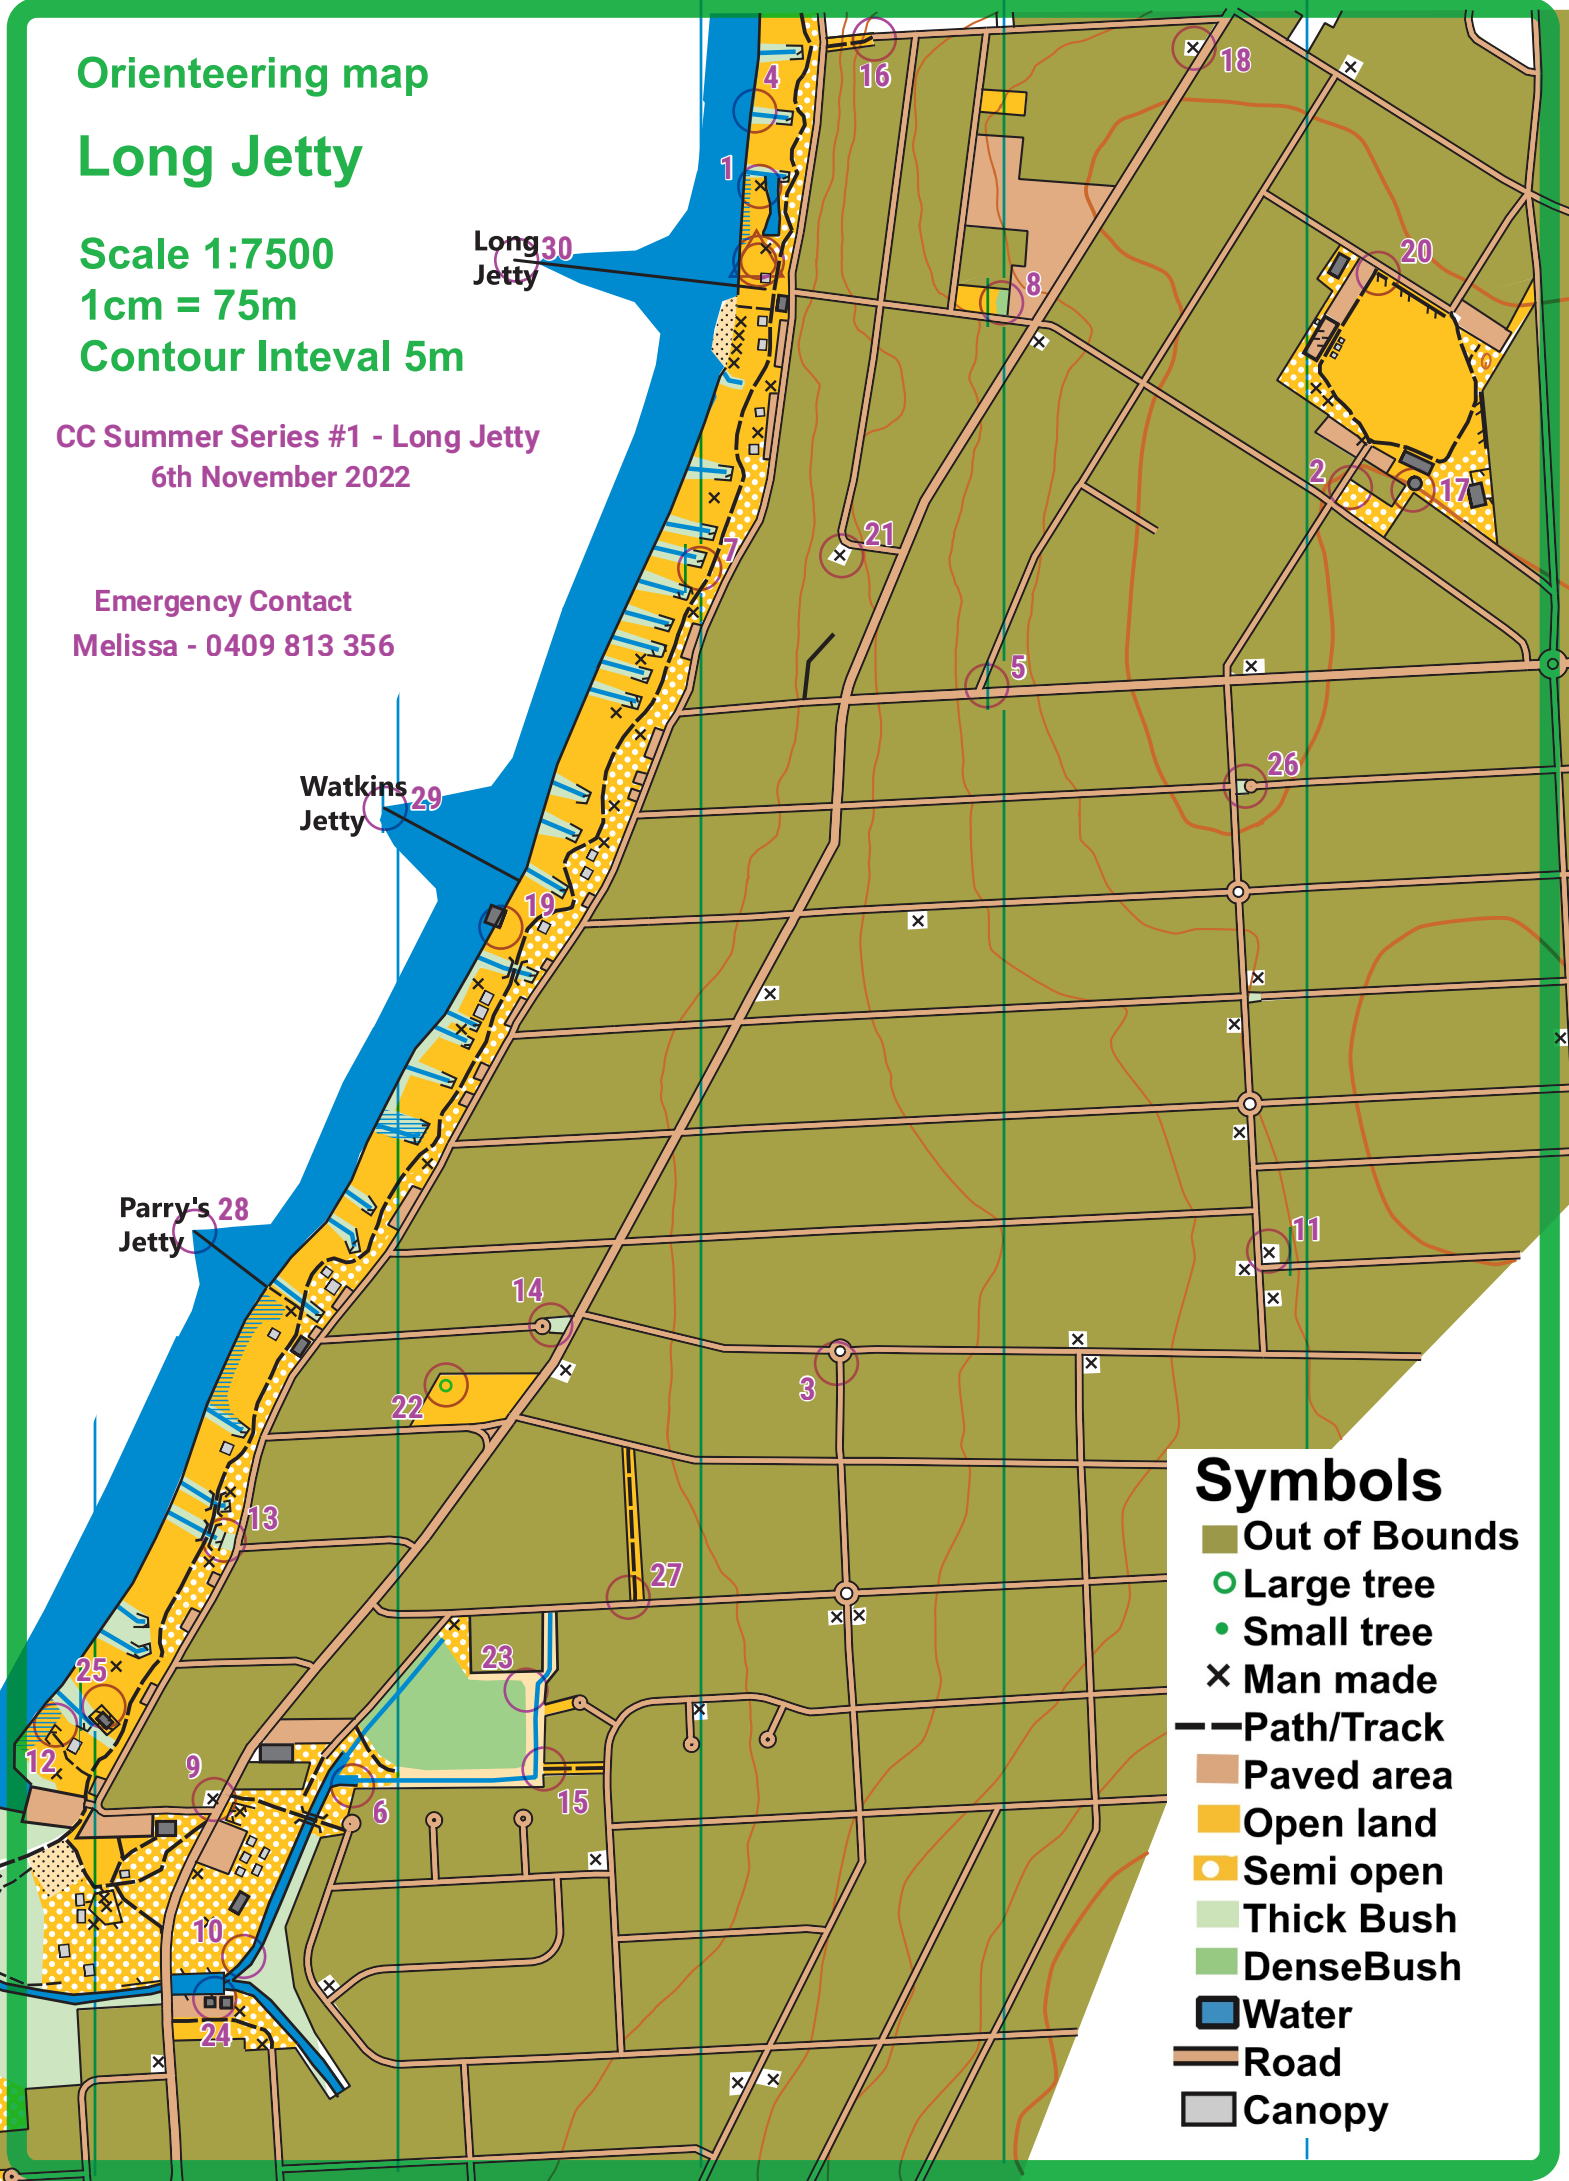 Orienteering map
Long Jetty
Scale 1:7500
1cm = 75m
Contour Inteval 5m
CC Summer Series #1 - Long Jetty
6th November 2022
Emergency Contact
Melissa - 0409 813 356
16
18
4
1
Long
Jetty
30
20
8
2
17
21
7
5
26
Watkins
Jetty
29
19
Parry's
Jetty
28
11
14
3
22
13
27
23
25
12
9
6
15
10
24
Symbols
Out of Bounds
Large tree
Small tree
Man made
Path/Track
Paved area
Open land
Semi open
Thick Bush
DenseBush
Water
Road
Canopy